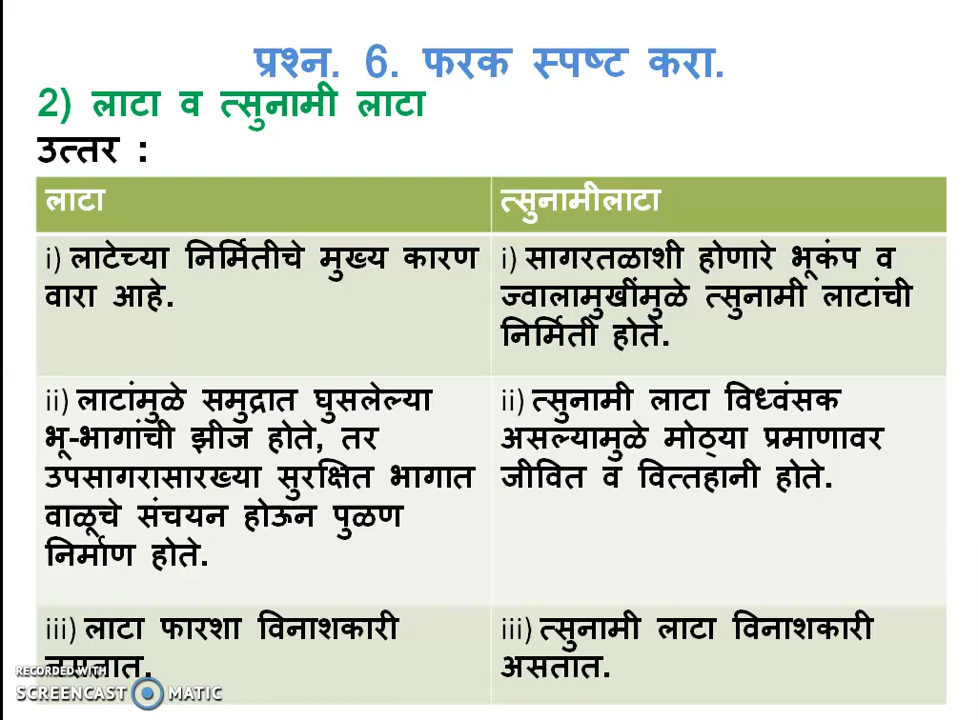 प्रश्न. 6. फरक स्पष्ट करा.
2) लाटा व त्सुनामी लाटा
उत्तर :
लाटा
त्सुनामीलाटा
i) लाटेच्या निर्मितीचे मुख्य कारण
वारा आहे.
i) सागरतळाशी होणारे भूकंप व
ज्वालामुखींमुळे त्सुनामी लाटांची
निर्मिती होते.
ii) लाटांमुळे समुद्रात घुसलेल्या
भू-भागांची झीज होते, तर
उपसागरासारख्या सुरक्षित भागात
वाळूचे संचयन होऊन पुळण
निर्माण होते.
ii) त्सुनामी लाटा विध्वंसक
असल्यामुळे मोठ्या प्रमाणावर
जीवित व वित्तहानी होते.
iii) लाटा फारशा विनाशकारी
नसतात.
iii) त्सुनामी लाटा विनाशकारी
असतात.
RECORDED WITH
SCREENCAST MATIC